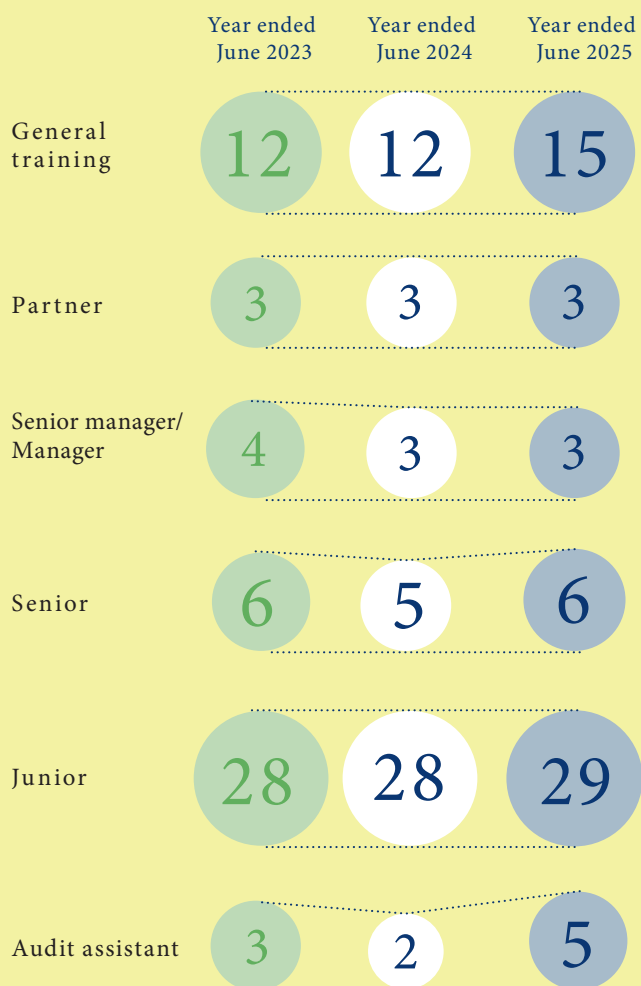 Year ended Year ended Year ended
June 2023 June 2024 June 2025
General
training
12 12 15
Partner
3 3 3
Senior manager/
Manager
4 3 3
Senior
6 5 6
Junior
28 28 29
Audit assistant
3 2 5